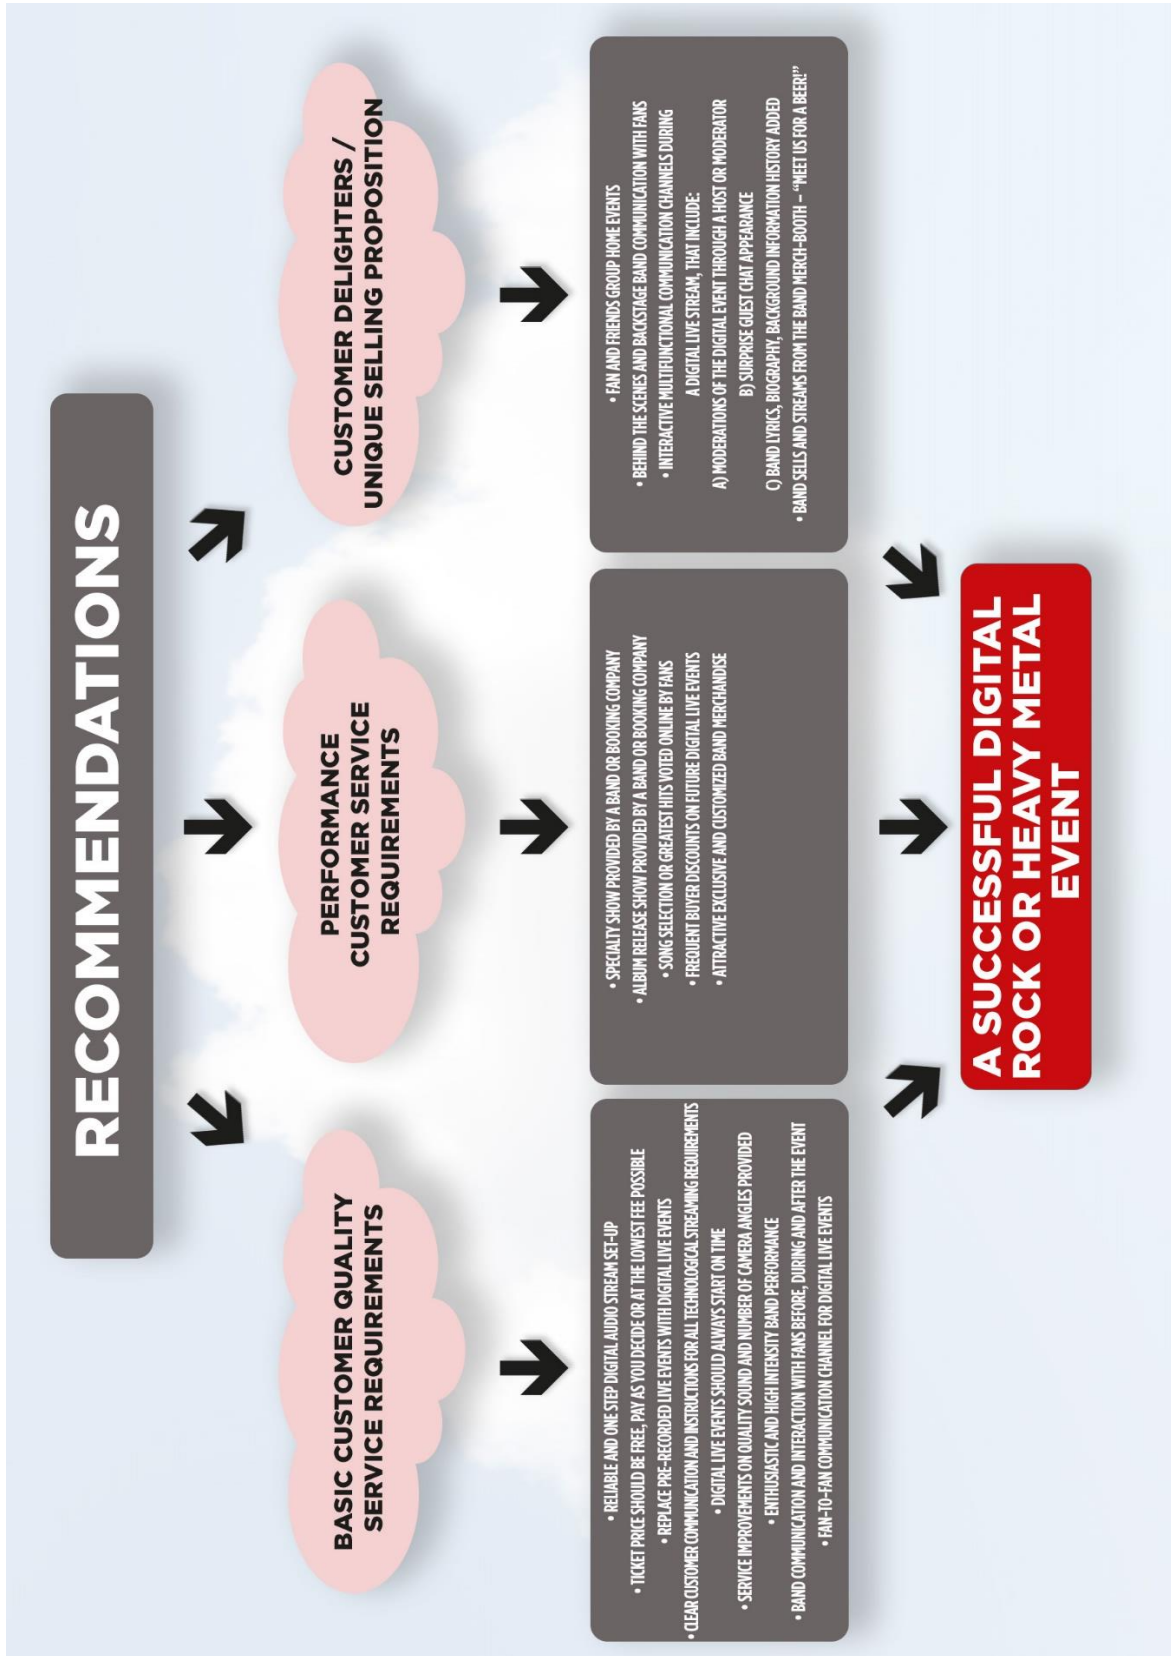 RECOMMENDATIONS
BASIC CUSTOMER QUALITY
SERVICE REQUIREMENTS
PERFORMANCE
CUSTOMER SERVICE
REQUIREMENTS
CUSTOMER DELIGHTERS /
UNIQUE SELLING PROPOSITION
• RELIABLE AND ONE STEP DIGITAL AUDIO STREAM SET-UP
• TICKET PRICE SHOULD BE FREE, PAY AS YOU DECIDE OR AT THE LOWEST FEE POSSIBLE
• REPLACE PRE-RECORDED LIVE EVENTS WITH DIGITAL LIVE EVENTS
• CLEAR CUSTOMER COMMUNICATION AND INSTRUCTIONS FOR ALL TECHNOLOGICAL STREAMING REQUIREMENTS
• DIGITAL LIVE EVENTS SHOULD ALWAYS START ON TIME
• SERVICE IMPROVEMENTS ON QUALITY SOUND AND NUMBER OF CAMERA ANGLES PROVIDED
• ENTHUSIASTIC AND HIGH INTENSITY BAND PERFORMANCE
• BAND COMMUNICATION AND INTERACTION WITH FANS BEFORE, DURING AND AFTER THE EVENT
• FAN-TO-FAN COMMUNICATION CHANNEL FOR DIGITAL LIVE EVENTS
• SPECIALTY SHOW PROVIDED BY A BAND OR BOOKING COMPANY
• ALBUM RELEASE SHOW PROVIDED BY A BAND OR BOOKING COMPANY
• SONG SELECTION OR GREATEST HITS VOTED ONLINE BY FANS
• FREQUENT BUYER DISCOUNTS ON FUTURE DIGITAL LIVE EVENTS
• ATTRACTIVE EXCLUSIVE AND CUSTOMIZED BAND MERCHANDISE
• FAN AND FRIENDS GROUP HOME EVENTS
• BEHIND THE SCENES AND BACKSTAGE BAND COMMUNICATION WITH FANS
• INTERACTIVE MULTIFUNCTIONAL COMMUNICATION CHANNELS DURING
A DIGITAL LIVE STREAM, THAT INCLUDE:
A) MODERATIONS OF THE DIGITAL EVENT THROUGH A HOST OR MODERATOR
B) SURPRISE GUEST CHAT APPEARANCE
C) BAND LYRICS, BIOGRAPHY, BACKGROUND INFORMATION HISTORY ADDED
• BAND SELLS AND STREAMS FROM THE BAND MERCH-BOOTH – “MEET US FOR A BEER!”
A SUCCESSFUL DIGITAL
ROCK OR HEAVY METAL
EVENT